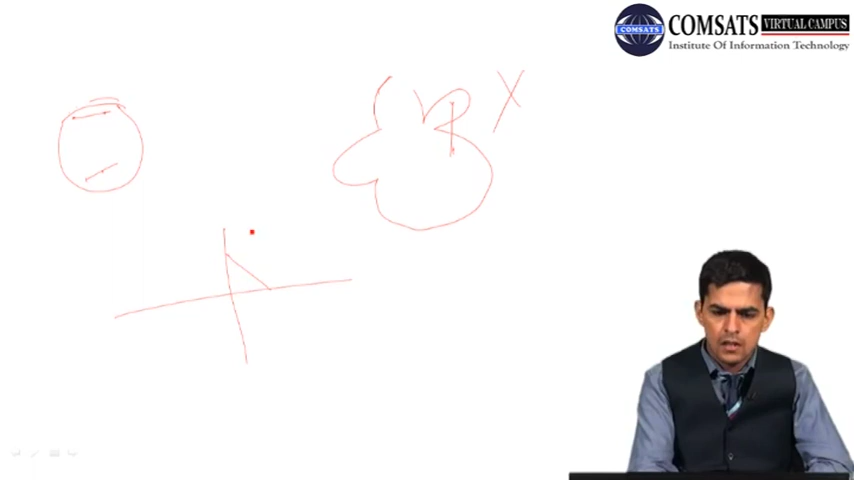 COMSATS VIRTUAL CAMPUS
COMSATS
Institute Of Information Technology
X